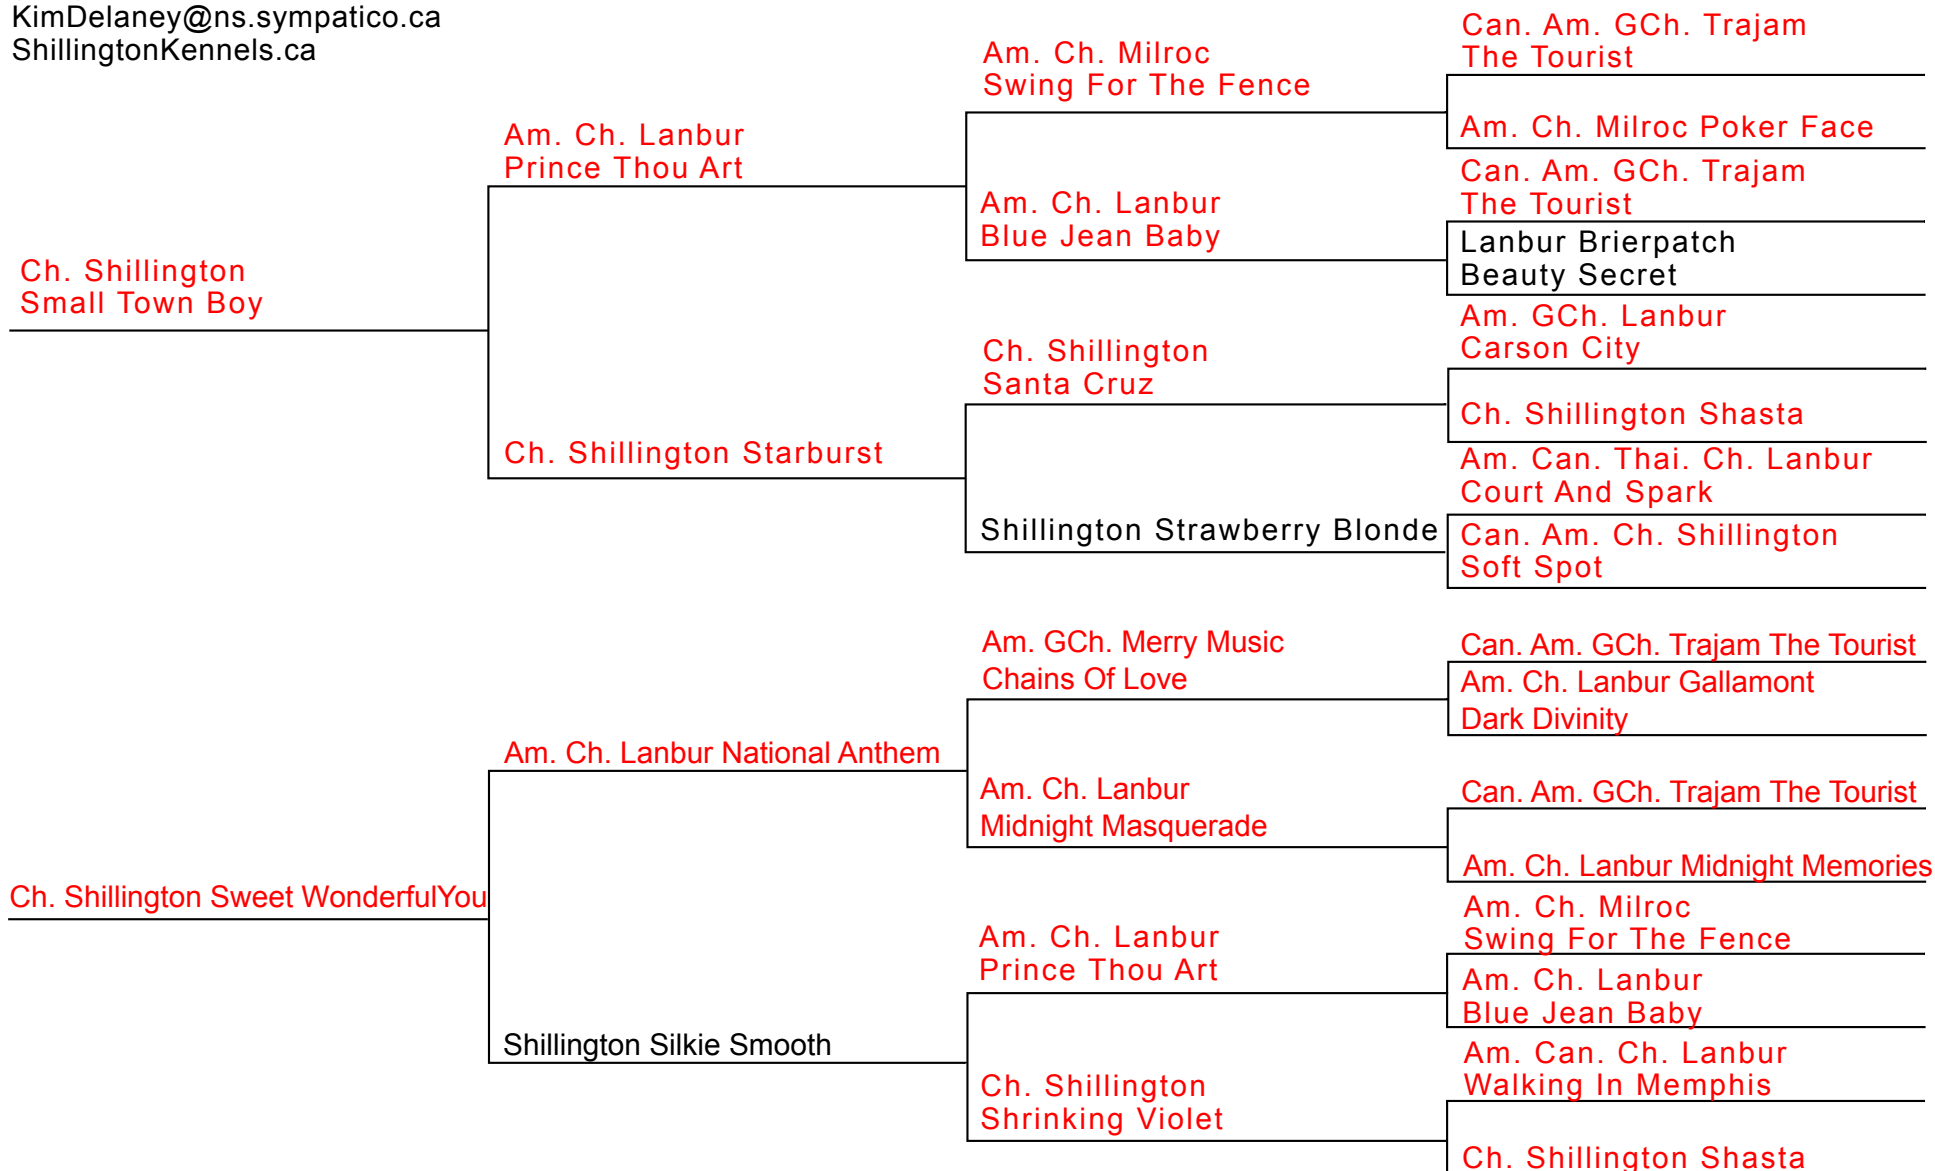 KimDelaney@ns.sympatico.ca
ShillingtonKennels.ca
Ch. Shillington
Small Town Boy
Ch. Shillington Sweet WonderfulYou
Am. Ch. Lanbur
Prince Thou Art
Ch. Shillington Starburst
Am. Ch. Lanbur National Anthem
Shillington Silkie Smooth
Am. Ch. Milroc
Swing For The Fence
Am. Ch. Lanbur
Blue Jean Baby
Ch. Shillington
Santa Cruz
Shillington Strawberry Blonde
Am. GCh. Merry Music
Chains Of Love
Am. Ch. Lanbur
Midnight Masquerade
Am. Ch. Lanbur
Prince Thou Art
Ch. Shillington
Shrinking Violet
Can. Am. GCh. Trajam
The Tourist
Am. Ch. Milroc Poker Face
Can. Am. GCh. Trajam
The Tourist
Lanbur Brierpatch
Beauty Secret
Am. GCh. Lanbur
Carson City
Ch. Shillington Shasta
Am. Can. Thai. Ch. Lanbur
Court And Spark
Can. Am. Ch. Shillington
Soft Spot
Can. Am. GCh. Trajam The Tourist
Am. Ch. Lanbur Gallamont
Dark Divinity
Can. Am. GCh. Trajam The Tourist
Am. Ch. Lanbur Midnight Memories
Am. Ch. Milroc
Swing For The Fence
Am. Ch. Lanbur
Blue Jean Baby
Am. Can. Ch. Lanbur
Walking In Memphis
Ch. Shillington Shasta